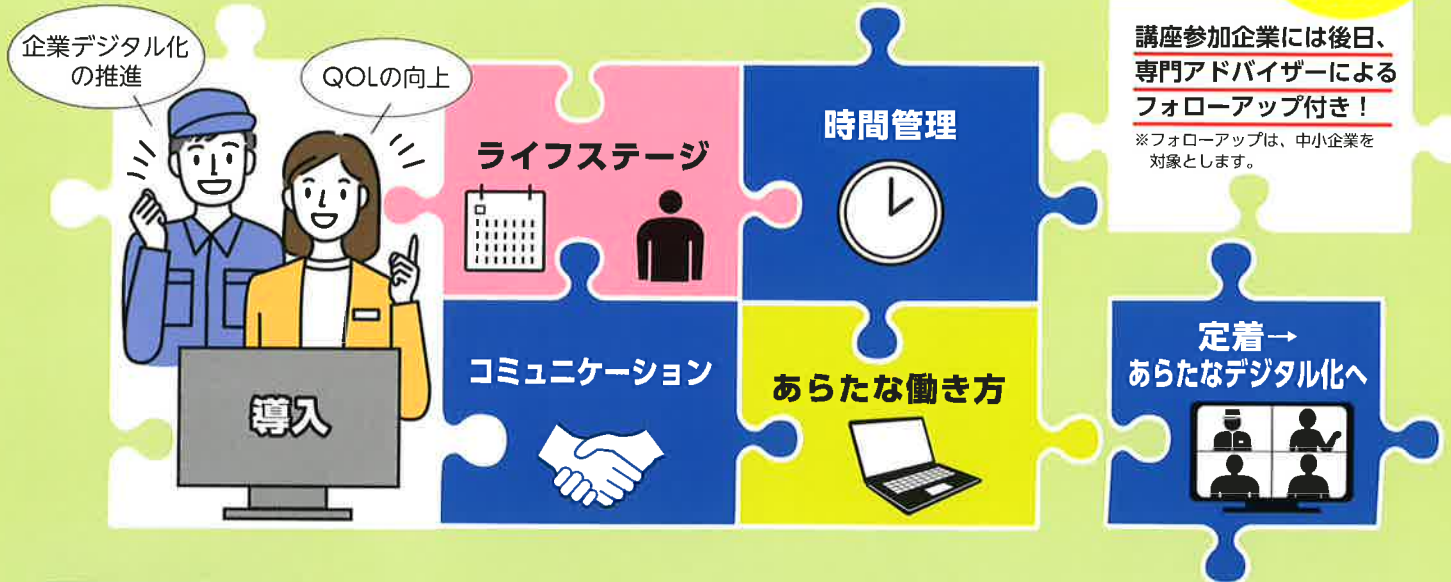 企業デジタル化
の推進
QOLの向上
ライフステージ
時間管理
講座参加企業には後日、
専門アドバイザーによる
フォローアップ付き！
※フォローアップは、中小企業を
対象とします。
導入
コミュニケーション
あらたな働き方
定着→
あらたなデジタル化へ